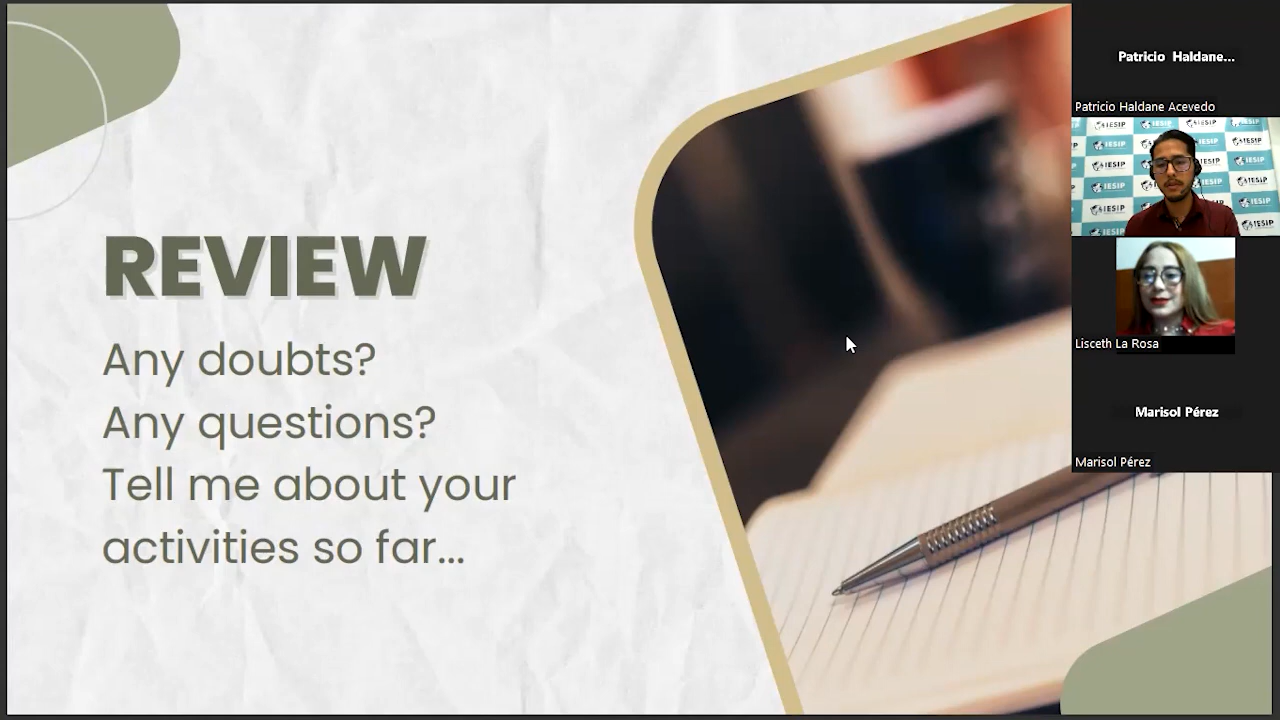 REVIEW
Any doubts?
Any questions?
Tell me about your
activities so far...
Patricio Haldane...
Patricio Haldane Acevedo
IESIP
Lisceth La Rosa
Marisol Pérez
Marisol Pérez